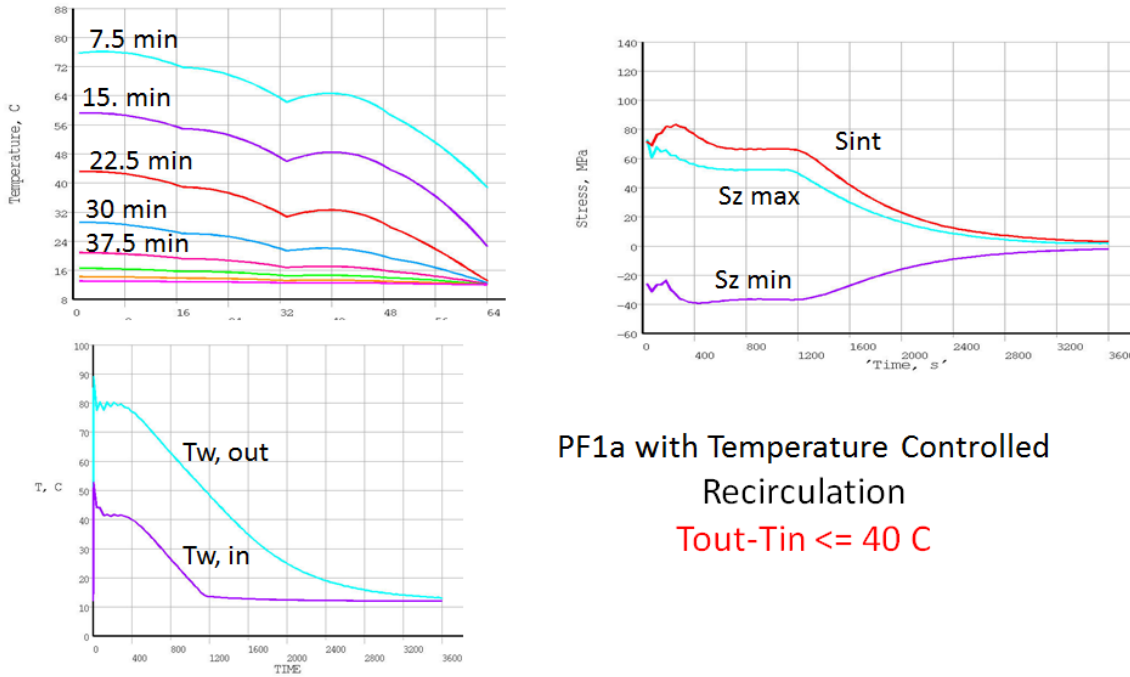 88
80
72
64
56
48
40
32
24
16
8
Temperature, C
7.5 min
15. min
22.5 min
30 min
37.5 min
0 16 32 48 64
140
120
100
80
60
40
20
0
-20
-40
-60
Stress, MPa
Sint
Sz max
Sz min
0 400 800 1200 1600 2000 2400 2800 3200 3600
'Time, s'
100
90
80
70
60
50
40
30
20
10
0
T, C
Tw, out
Tw, in
0 400 800 1200 1600 2000 2400 2800 3200 3600
TIME
PF1a with Temperature Controlled
Recirculation
Tout-Tin <= 40 C